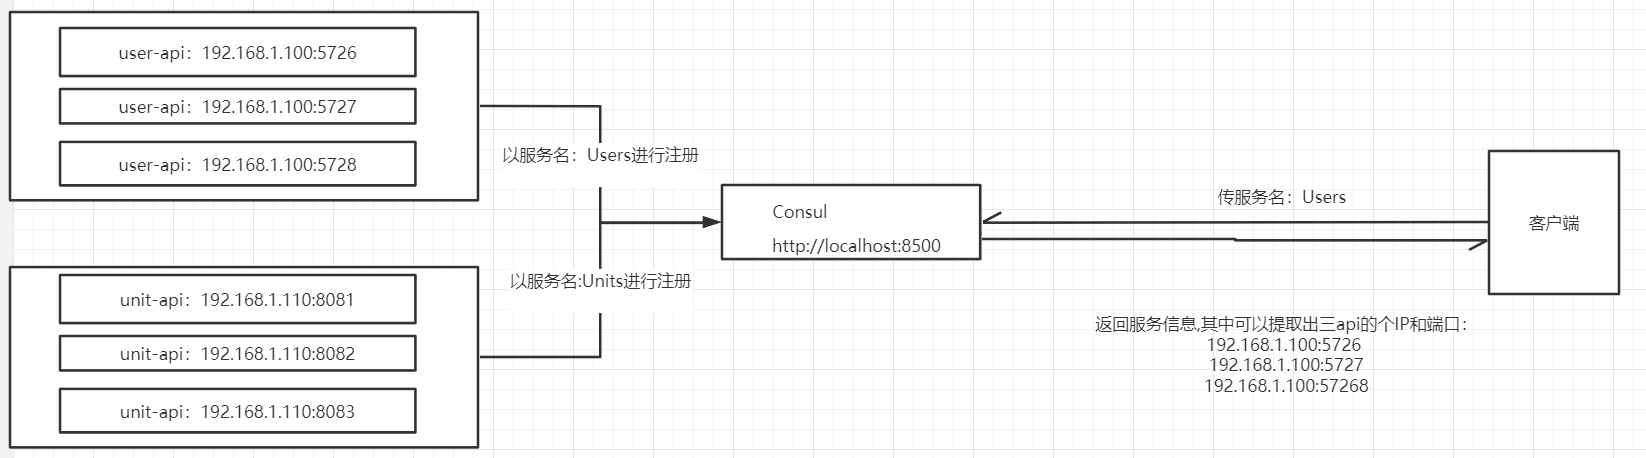 user-api：192.168.1.100:5726
user-api：192.168.1.100:5727
user-api：192.168.1.100:5728
以服务名：Users进行注册
unit-api：192.168.1.110:8081
unit-api：192.168.1.110:8082
unit-api：192.168.1.110:8083
以服务名:Units进行注册
Consul
http://localhost:8500
传服务名：Users
客户端
返回服务信息,其中可以提取出三api的个IP和端口：
192.168.1.100:5726
192.168.1.100:5727
192.168.1.100:57268